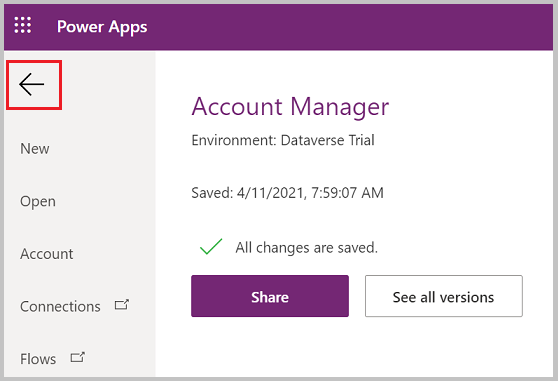 Power Apps
New
Open
Account
Connections
Flows
Account Manager
Environment: Dataverse Trial
Saved: 4/11/2021, 7:59:07 AM
All changes are saved.
Share
See all versions